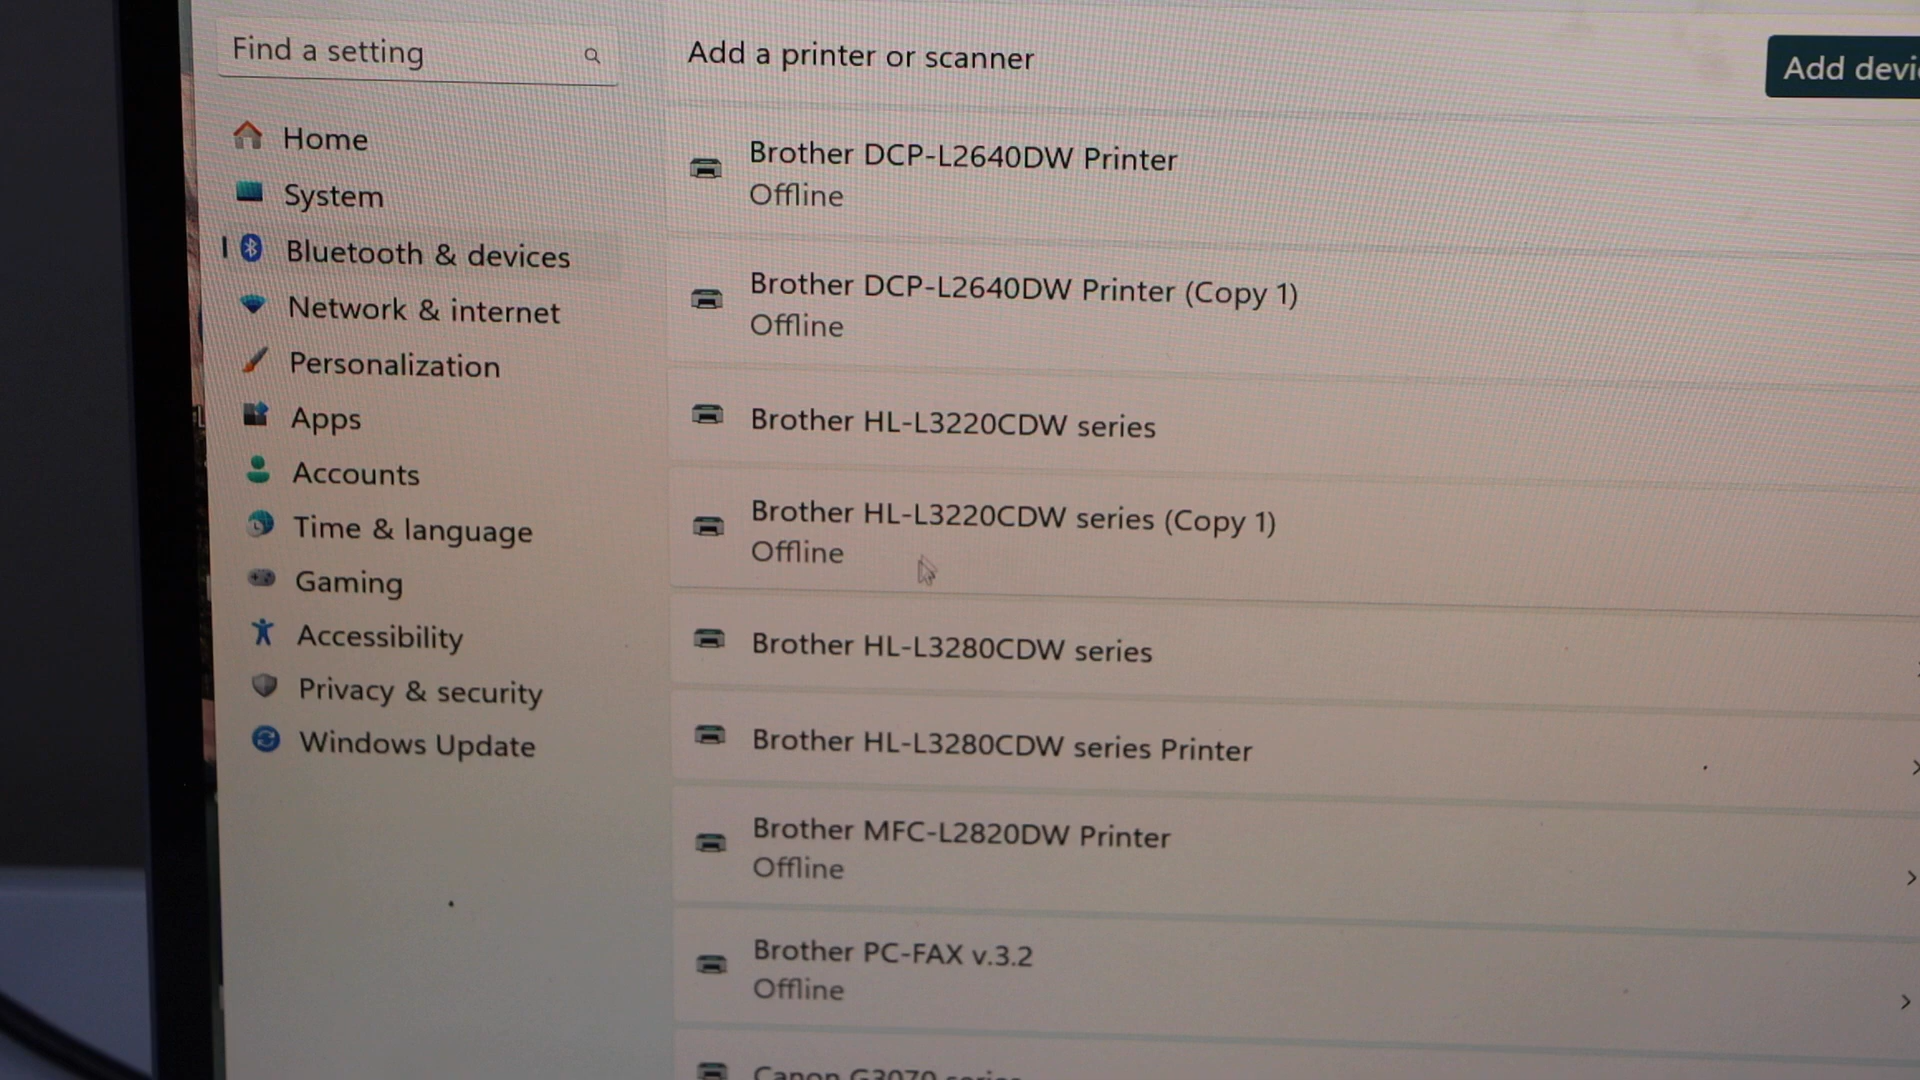 Find a setting
Home
System
Bluetooth & devices
Network & internet
Personalization
Apps
Accounts
Time & language
Gaming
Accessibility
Privacy & security
Windows Update
Add a printer or scanner
Add devi
Brother DCP-L2640DW Printer
Offline
Brother DCP-L2640DW Printer (Copy 1)
Offline
Brother HL-L3220CDW series
Brother HL-L3220CDW series (Copy 1)
Offline
Brother HL-L3280CDW series
Brother HL-L3280CDW series Printer
Brother MFC-L2820DW Printer
Offline
Brother PC-FAX v.3.2
Offline
Canon G3070 series